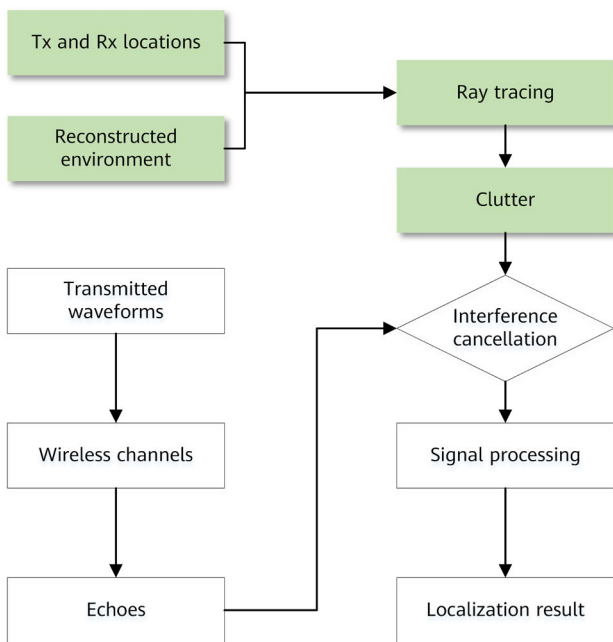 Tx and Rx locations
Reconstructed
environment
Ray tracing
Clutter
Transmitted
waveforms
Interference
cancellation
Wireless channels
Signal processing
Echoes
Localization result